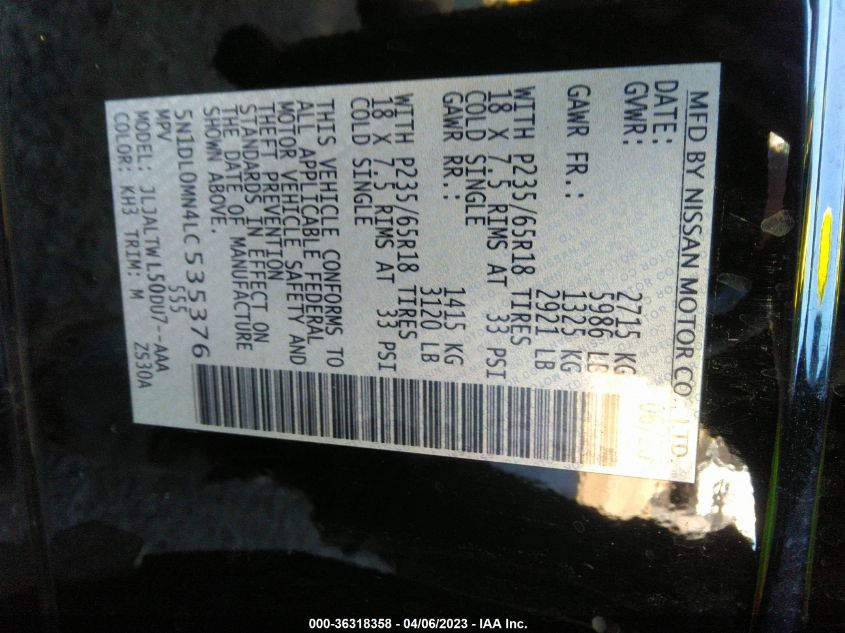 MFD BY NISSAN MOTOR CO., LTD.
DATE:
GVWR: 2715 KG
5986 LB
GAWR FR.: 1325 KG
2921 LB
WITH P235/65R18 TIRES
18 X 7.5 RIMS AT 33 PSI
COLD SINGLE
GAWR RR.: 1415 KG
3120 LB
WITH P235/65R18 TIRES
18 X 7.5 RIMS AT 33 PSI
COLD SINGLE
THIS VEHICLE CONFORMS TO
ALL APPLICABLE FEDERAL
MOTOR VEHICLE SAFETY AND
THEFT PREVENTION
STANDARDS IN EFFECT ON
THE DATE OF MANUFACTURE
SHOWN ABOVE.
5N1DL0MN4LC535376
MPV 555
MODEL: JLJALTWL50DU7--AAA
COLOR: KH3 TRIM: M ZS30A
000-36318358 - 04/06/2023 - IAA Inc.